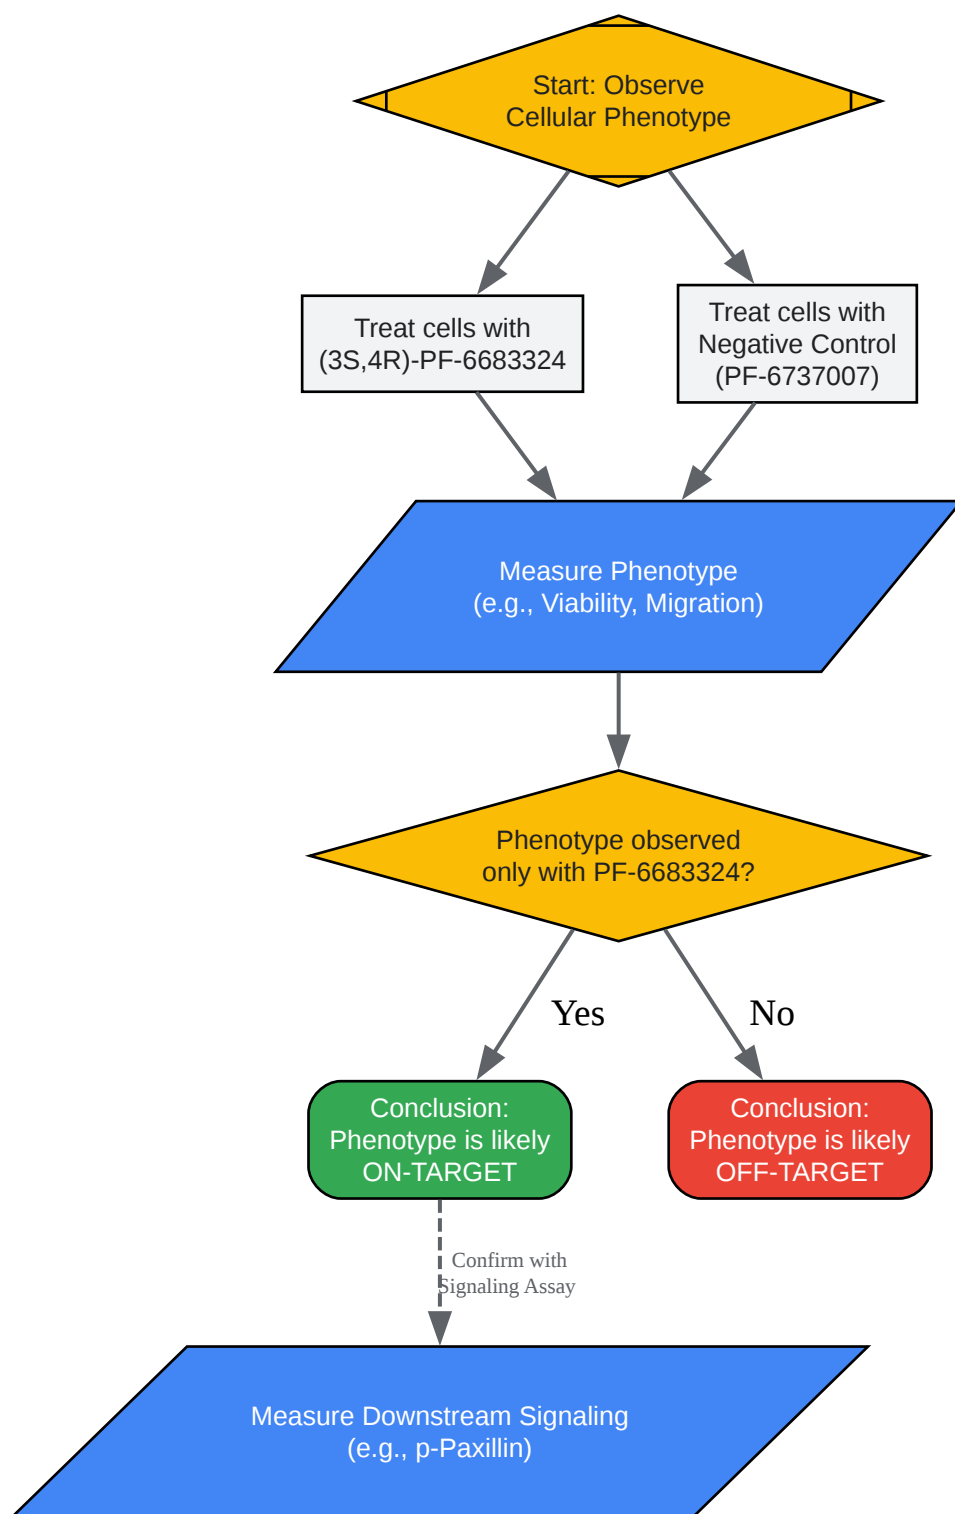 Start: Observe
Cellular Phenotype
Treat cells with
(3S,4R)-PF-6683324
Treat cells with
Negative Control
(PF-6737007)
Measure Phenotype
(e.g., Viability, Migration)
Phenotype observed
only with PF-6683324?
Yes
No
Conclusion:
Phenotype is likely
ON-TARGET
Conclusion:
Phenotype is likely
OFF-TARGET
Confirm with
Signaling Assay
Measure Downstream Signaling
(e.g., p-Paxillin)